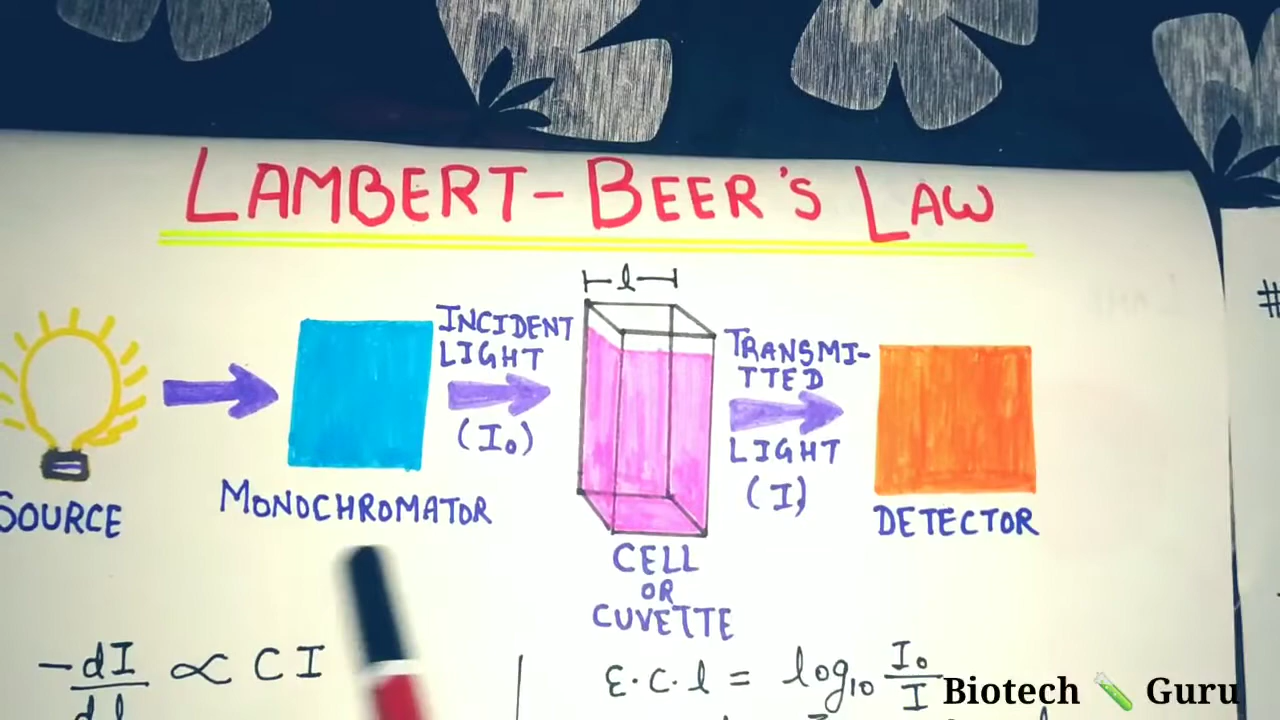 LAMBERT-BEER'S LAW
l
INCIDENT
LIGHT
(I₀)
TRANSMI-
TTED
LIGHT
(I)
SOURCE
MONOCHROMATOR
CELL
OR
CUVETTE
DETECTOR
-dI/dl ∝ CI
ε.c.l = log₁₀ I₀/I
#
Biotech Guru